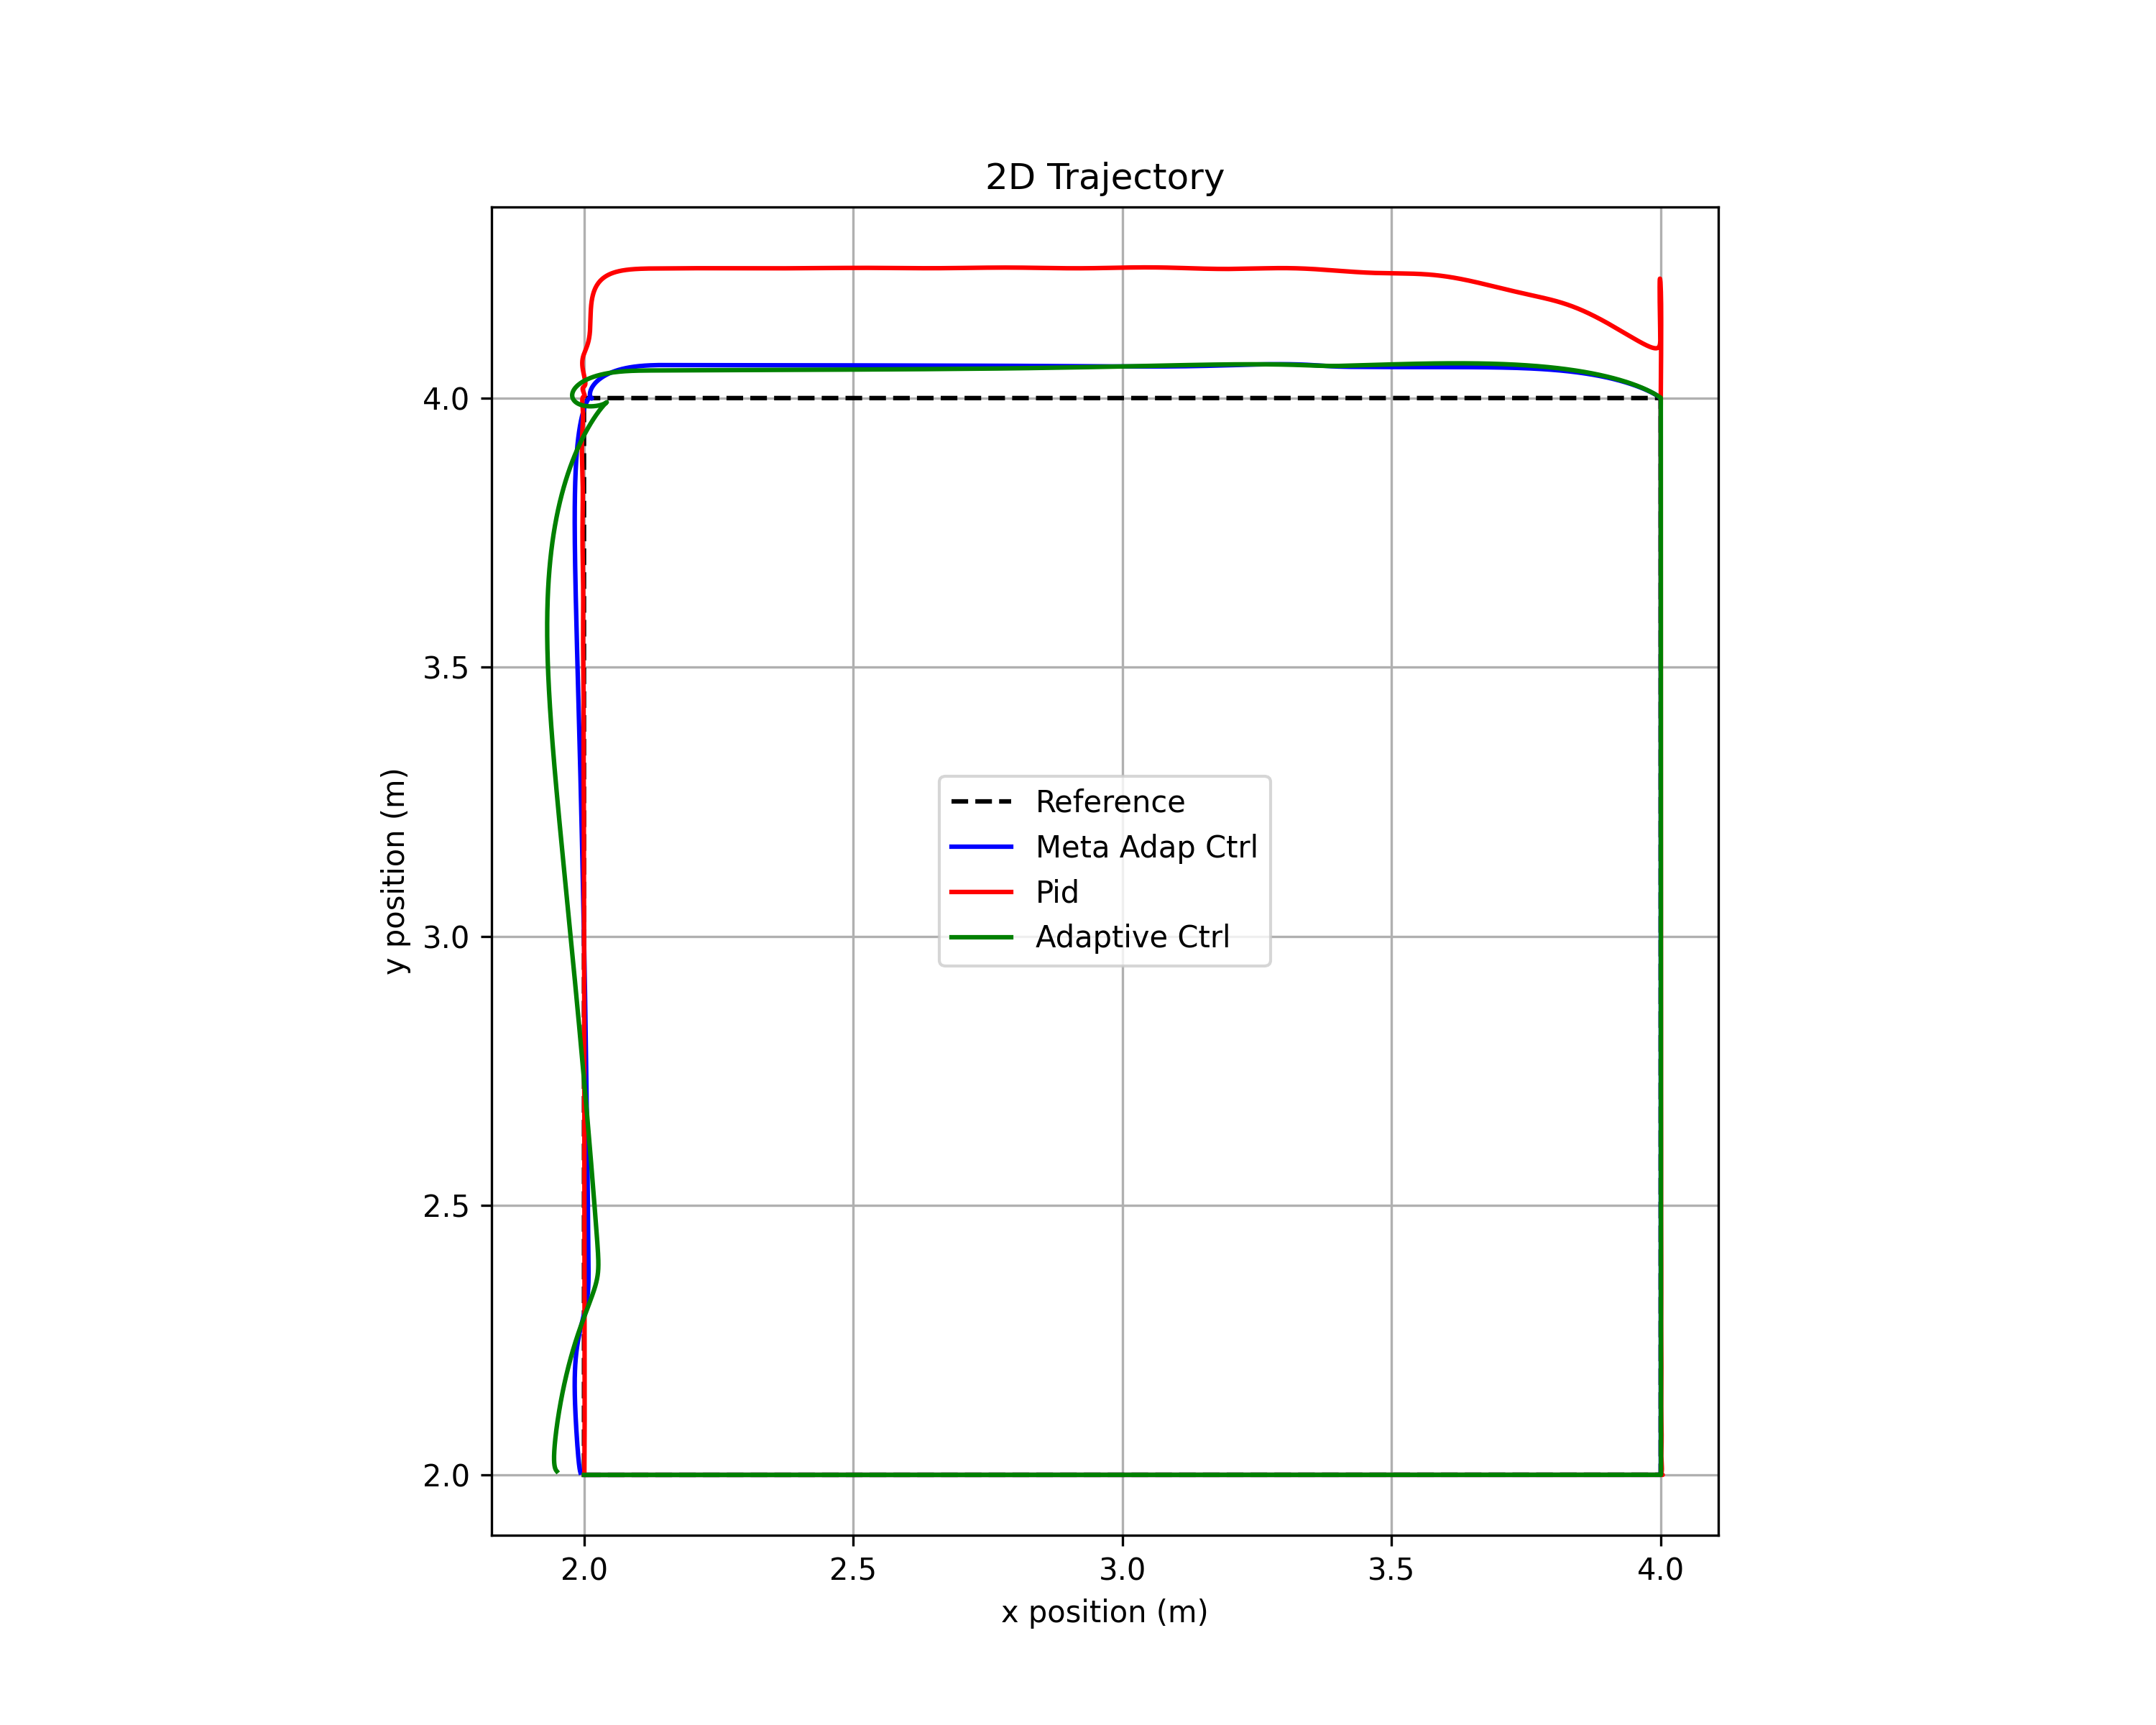 2D Trajectory
y position (m)
4.0
3.5
3.0
2.5
2.0
Reference
Meta Adap Ctrl
Pid
Adaptive Ctrl
2.0 2.5 3.0 3.5 4.0
x position (m)